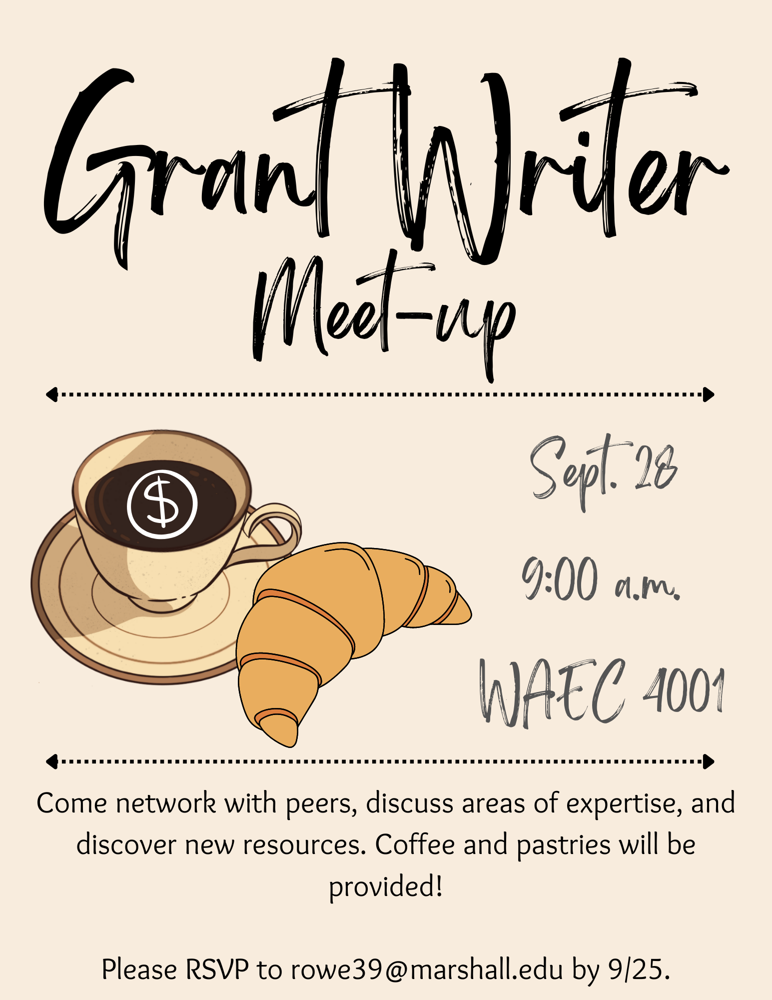 Grant Writer
Meet-up
$
Sept. 28
9:00 a.m.
WAEC 4001
Come network with peers, discuss areas of expertise, and
discover new resources. Coffee and pastries will be
provided!
Please RSVP to rowe39@marshall.edu by 9/25.